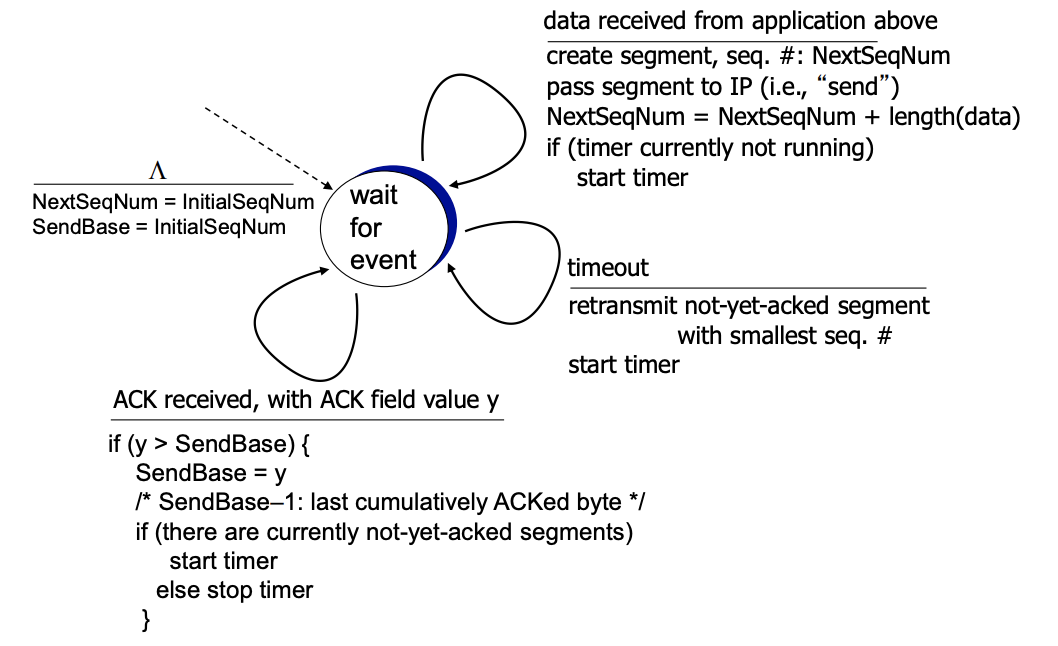 data received from application above
create segment, seq. #: NextSeqNum
pass segment to IP (i.e., “send”)
NextSeqNum = NextSeqNum + length(data)
if (timer currently not running)
start timer
Λ
NextSeqNum = InitialSeqNum
SendBase = InitialSeqNum
wait
for
event
timeout
retransmit not-yet-acked segment
with smallest seq. #
start timer
ACK received, with ACK field value y
if (y > SendBase) {
SendBase = y
/* SendBase–1: last cumulatively ACKed byte */
if (there are currently not-yet-acked segments)
start timer
else stop timer
}